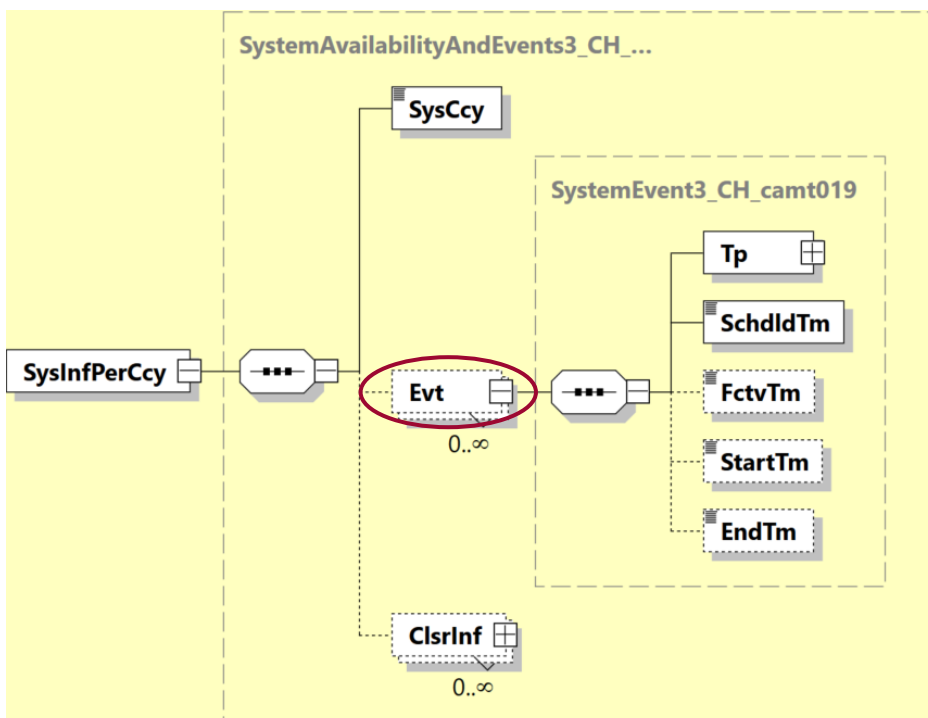 SystemAvailabilityAndEvents3_CH_...
SysCcy
SystemEvent3_CH_camt019
Tp
SchdldTm
SysInfPerCcy
Evt
FctvTm
0..∞
StartTm
EndTm
ClsrInf
0..∞